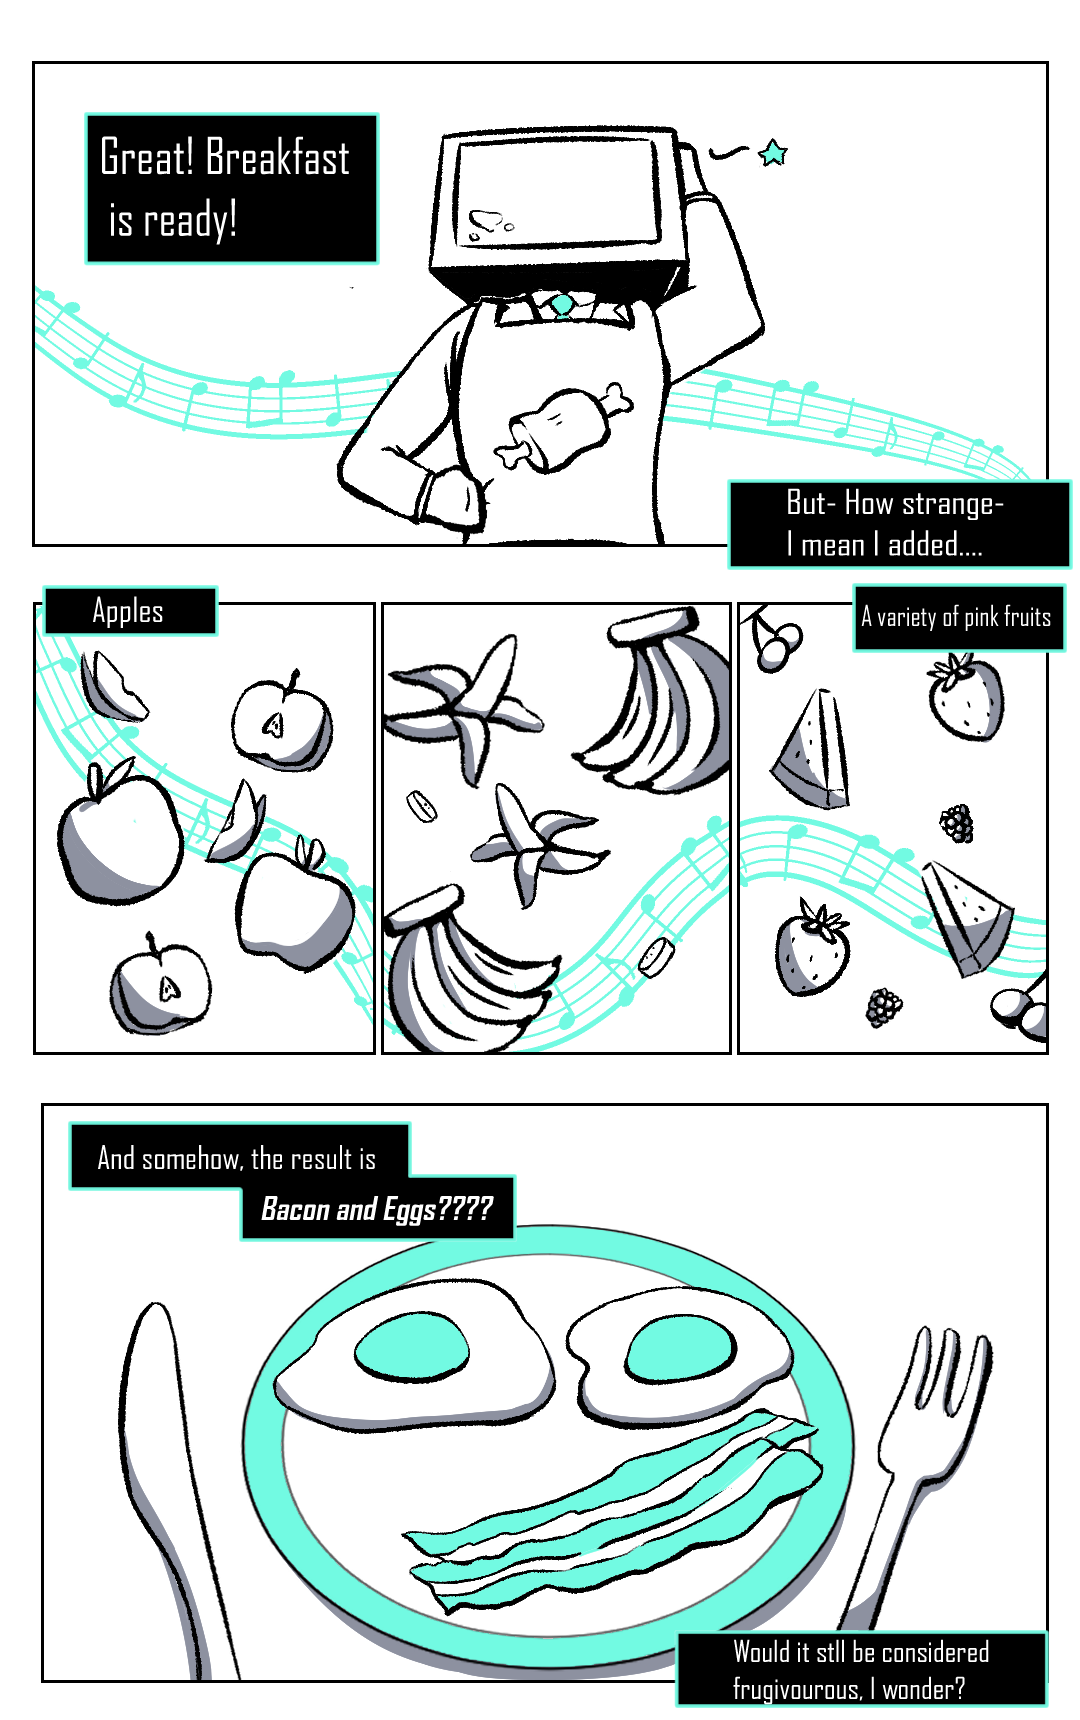 Great! Breakfast
is ready!
But- How strange-
I mean I added....
Apples
A variety of pink fruits
And somehow, the result is
Bacon and Eggs????
Would it stll be considered
frugivourous, I wonder?